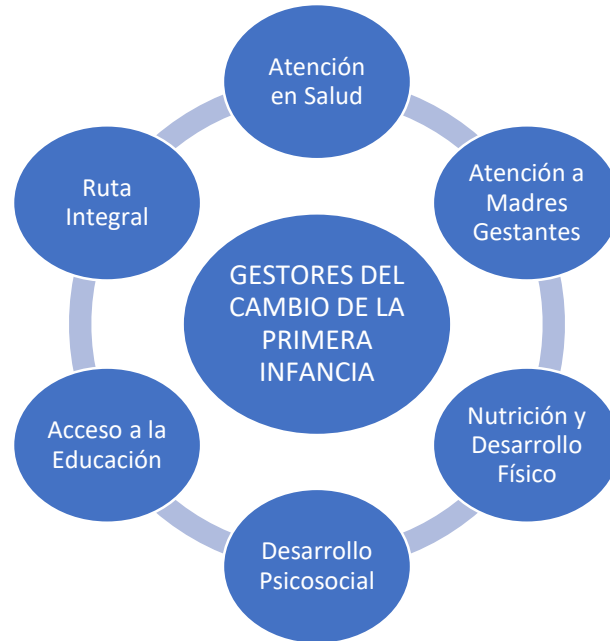 Atención
en Salud
Atención a
Madres
Gestantes
Nutrición y
Desarrollo
Físico
Desarrollo
Psicosocial
Acceso a la
Educación
Ruta
Integral
GESTORES DEL
CAMBIO DE LA
PRIMERA
INFANCIA